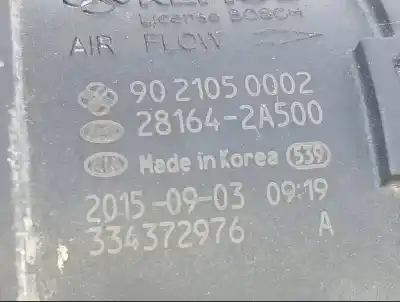 License BOSCH
AIR FLOW
90 2105 0002
28164-2A500
KIA Made in Korea 539
2015-09-03 09:19
334372976 A